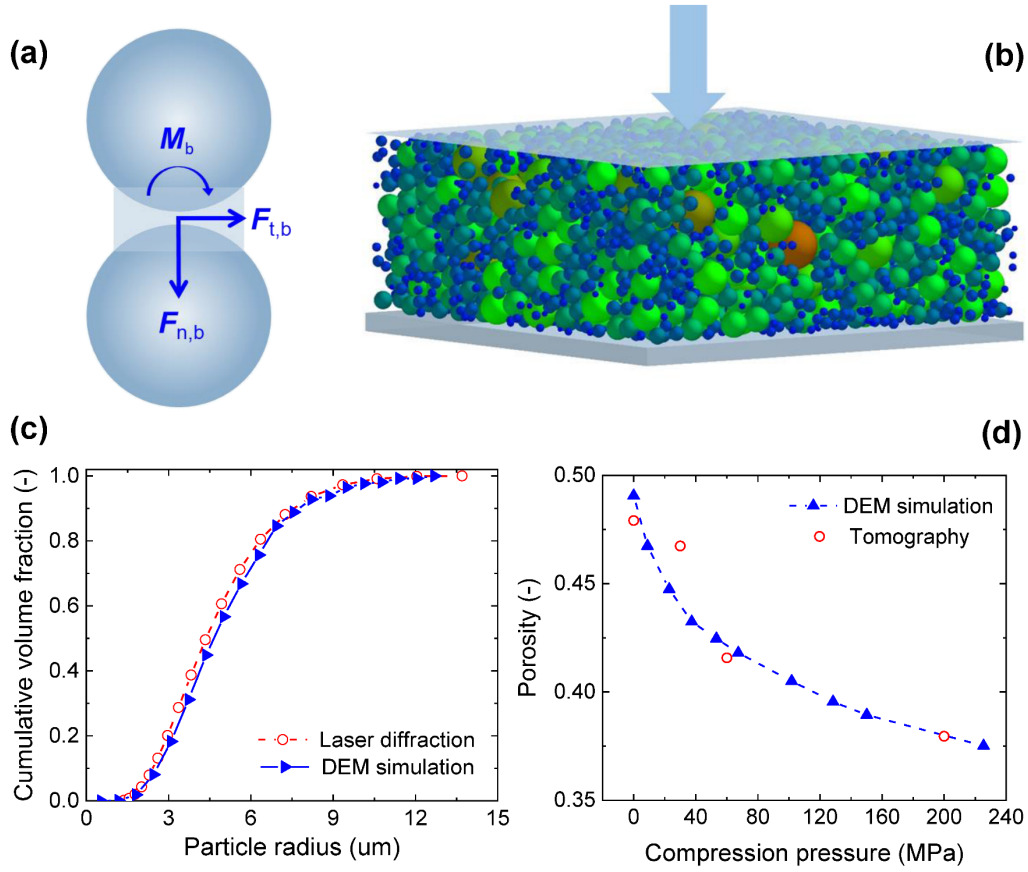 (a)
(b)
M_b
F_t,b
F_n,b
(c)
(d)
Cumulative volume fraction (-)
1.0
0.8
0.6
0.4
0.2
0.0
Laser diffraction
DEM simulation
0 3 6 9 12 15
Particle radius (um)
Porosity (-)
0.50
0.45
0.40
0.35
DEM simulation
Tomography
0 40 80 120 160 200 240
Compression pressure (MPa)